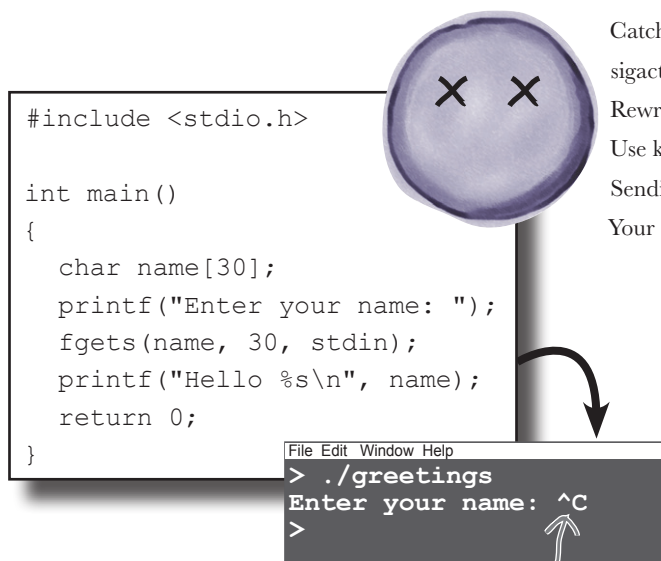 #include <stdio.h>
int main()
{
char name[30];
printf("Enter your name: ");
fgets(name, 30, stdin);
printf("Hello %s\n", name);
return 0;
}
Catch
sigact
Rewr
Use k
Sendi
Your
File Edit Window Help
> ./greetings
Enter your name: ^C
>